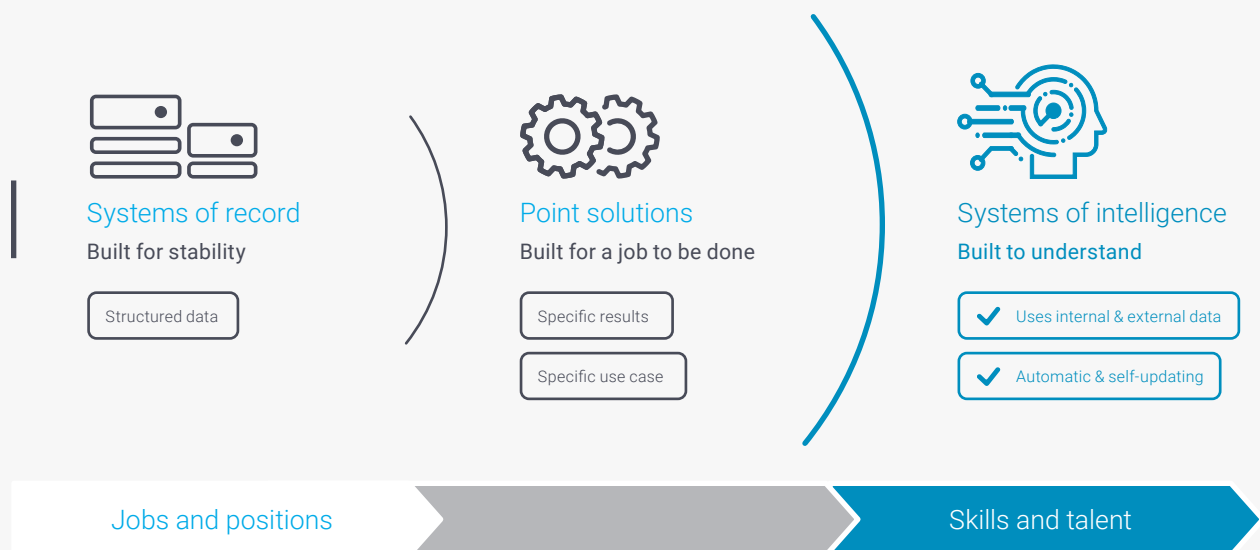 Systems of record
Built for stability
Structured data
Point solutions
Built for a job to be done
Specific results
Specific use case
Systems of intelligence
Built to understand
Uses internal & external data
Automatic & self-updating
Jobs and positions
Skills and talent